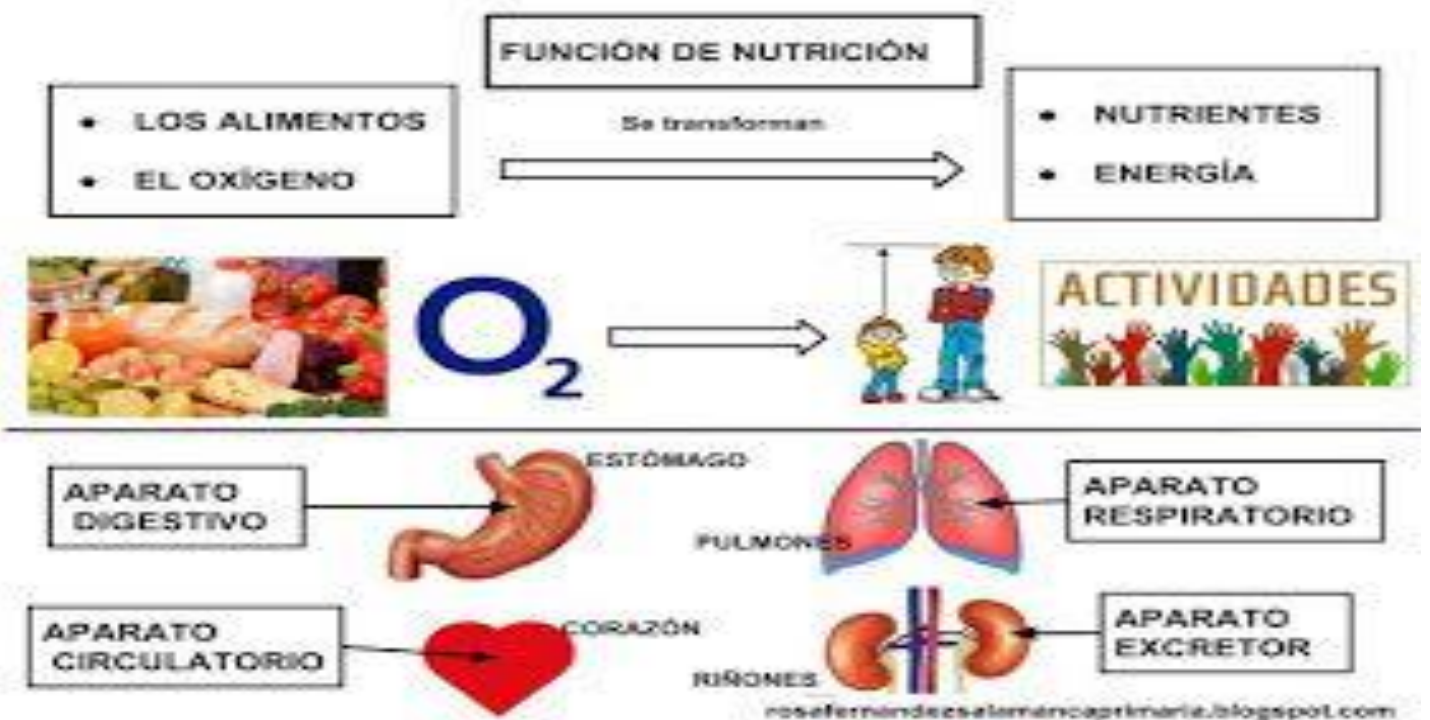 FUNCIÓN DE NUTRICIÓN
• LOS ALIMENTOS
• EL OXÍGENO
Se transforman
• NUTRIENTES
• ENERGÍA
O2
ACTIVIDADES
APARATO
DIGESTIVO
ESTÓMAGO
PULMONES
APARATO
RESPIRATORIO
APARATO
CIRCULATORIO
CORAZÓN
RIÑONES
APARATO
EXCRETOR
rosafernandezsalamancaprimaria.blogspot.com